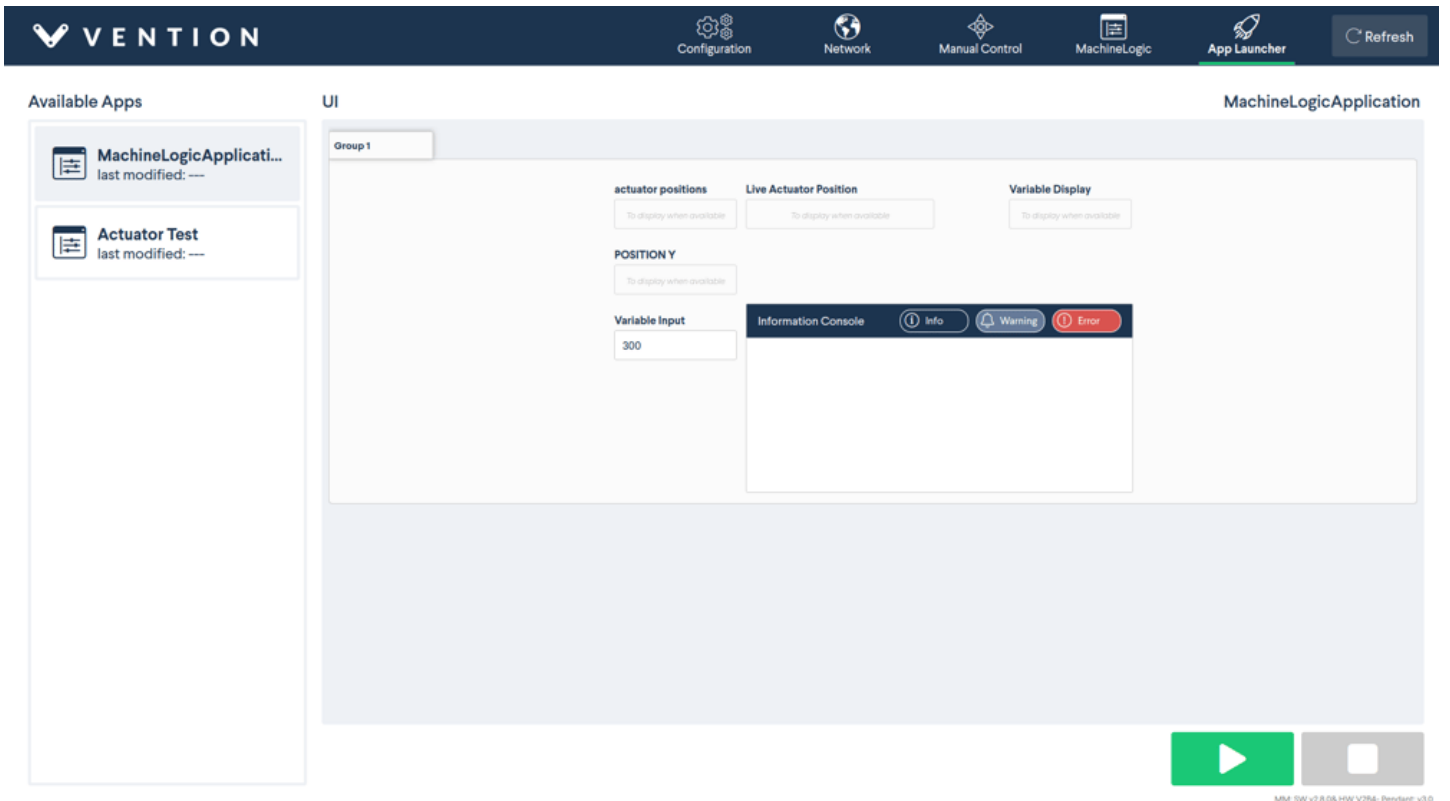 VENTION
Configuration
Network
Manual Control
MachineLogic
App Launcher
Refresh
Available Apps
UI
MachineLogicApplication
MachineLogicApplicati...
last modified: ---
Actuator Test
last modified: ---
Group 1
actuator positions
Live Actuator Position
Variable Display
To display when available
To display when available
To display when available
POSITION Y
To display when available
Variable Input
300
Information Console
Info
Warning
Error